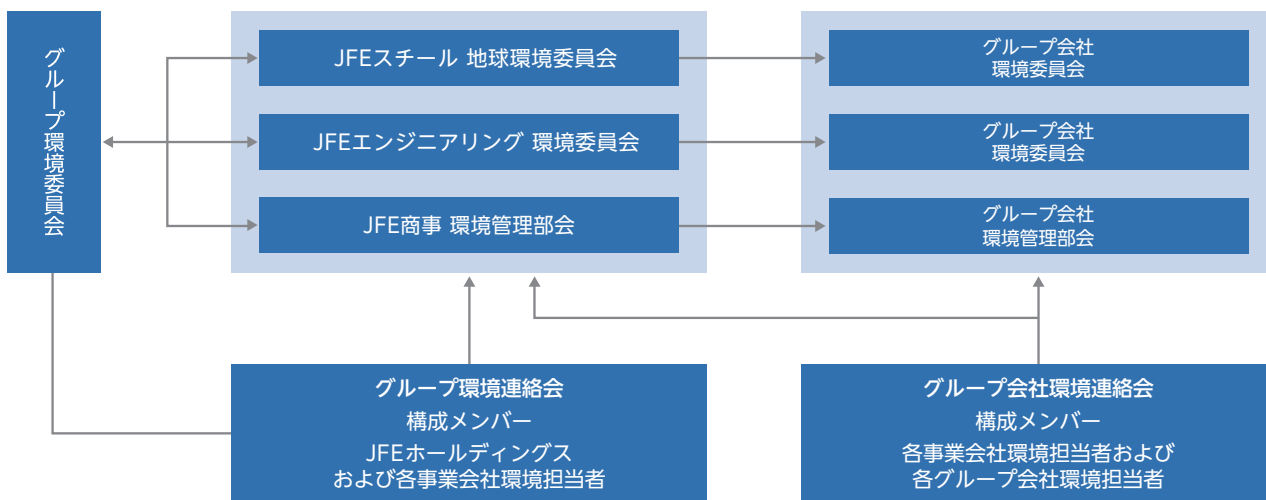 グループ環境委員会
JFEスチール 地球環境委員会
グループ会社
環境委員会
JFEエンジニアリング 環境委員会
グループ会社
環境委員会
JFE商事 環境管理部会
グループ会社
環境管理部会
グループ環境連絡会
構成メンバー
JFEホールディングス
および各事業会社環境担当者
グループ会社環境連絡会
構成メンバー
各事業会社環境担当者および
各グループ会社環境担当者